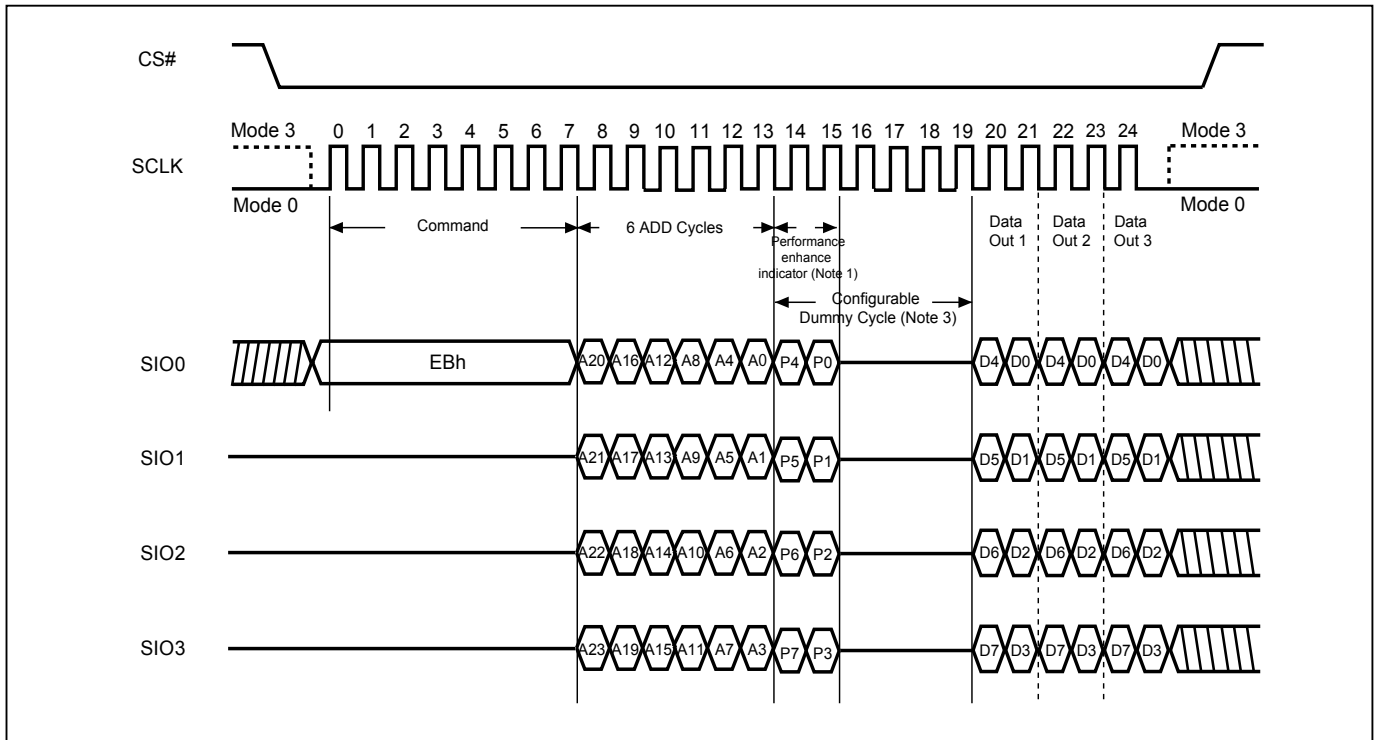 CS#
Mode 3 0 1 2 3 4 5 6 7 8 9 10 11 12 13 14 15 16 17 18 19 20 21 22 23 24 Mode 3
SCLK
Mode 0 Mode 0
Command 6 ADD Cycles Data Data Data
Out 1 Out 2 Out 3
Performance
enhance
indicator (Note 1)
Configurable
Dummy Cycle (Note 3)
SIO0 EBh A20 A16 A12 A8 A4 A0 P4 P0 D4 D0 D4 D0 D4 D0
SIO1 A21 A17 A13 A9 A5 A1 P5 P1 D5 D1 D5 D1 D5 D1
SIO2 A22 A18 A14 A10 A6 A2 P6 P2 D6 D2 D6 D2 D6 D2
SIO3 A23 A19 A15 A11 A7 A3 P7 P3 D7 D3 D7 D3 D7 D3